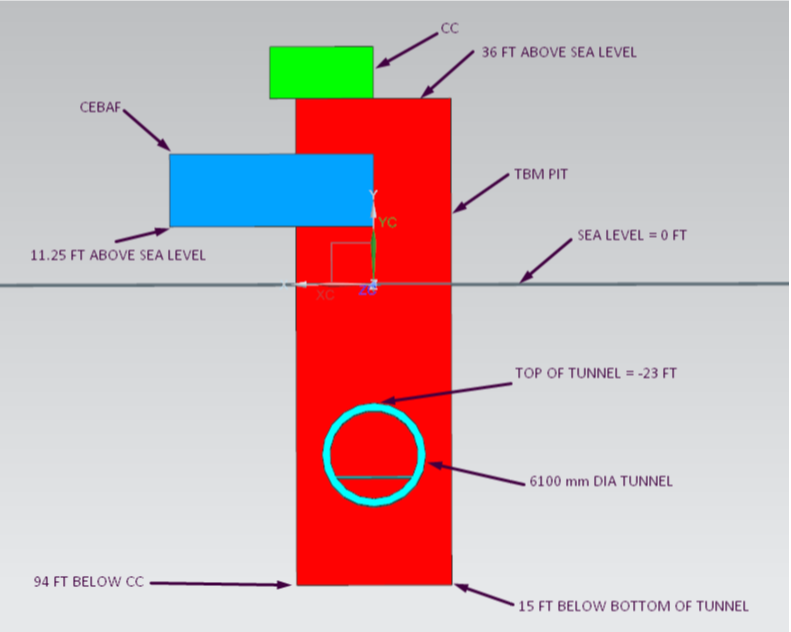 CC
36 FT ABOVE SEA LEVEL
CEBAF
TBM PIT
Y
YC
SEA LEVEL = 0 FT
11.25 FT ABOVE SEA LEVEL
XC
TOP OF TUNNEL = -23 FT
6100 mm DIA TUNNEL
94 FT BELOW CC
15 FT BELOW BOTTOM OF TUNNEL